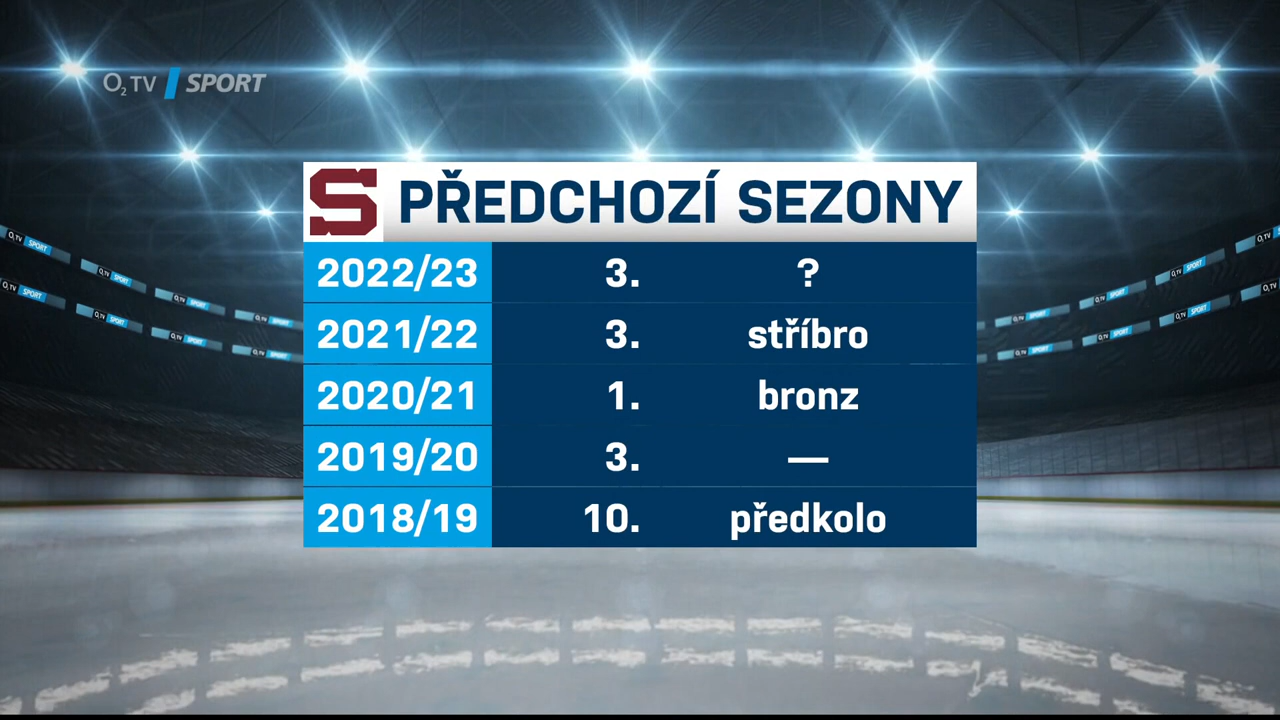 O2 TV SPORT
S PŘEDCHOZÍ SEZONY
2022/23 3. ?
2021/22 3. stříbro
2020/21 1. bronz
2019/20 3. —
2018/19 10. předkolo